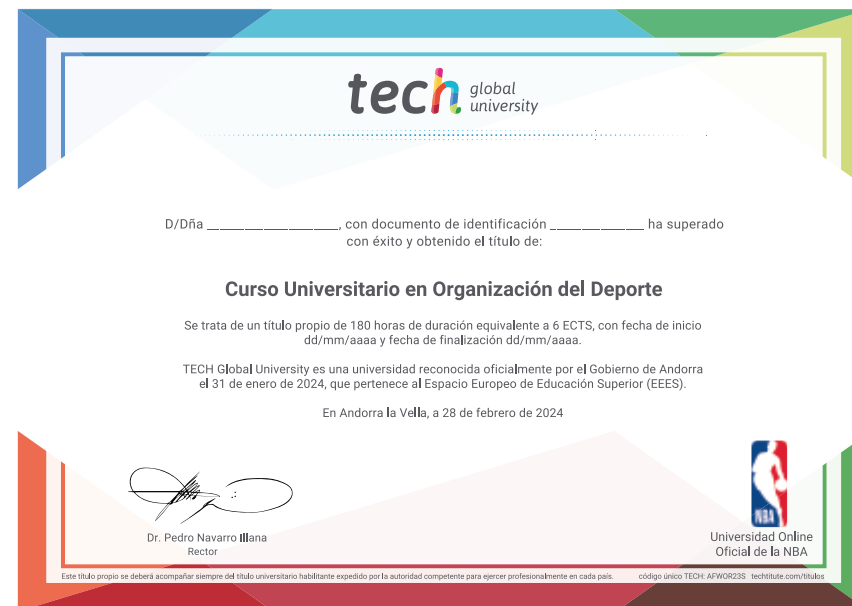 tech global
university
D/Dña ____________________, con documento de identificación ______________ ha superado
con éxito y obtenido el título de:
Curso Universitario en Organización del Deporte
Se trata de un título propio de 180 horas de duración equivalente a 6 ECTS, con fecha de inicio
dd/mm/aaaa y fecha de finalización dd/mm/aaaa.
TECH Global University es una universidad reconocida oficialmente por el Gobierno de Andorra
el 31 de enero de 2024, que pertenece al Espacio Europeo de Educación Superior (EEES).
En Andorra la Vella, a 28 de febrero de 2024
Dr. Pedro Navarro Illana
Rector
NBA
Universidad Online
Oficial de la NBA
Este título propio se deberá acompañar siempre del título universitario habilitante expedido por la autoridad competente para ejercer profesionalmente en cada país. código único TECH: AFWOR23S techtitute.com/titulos